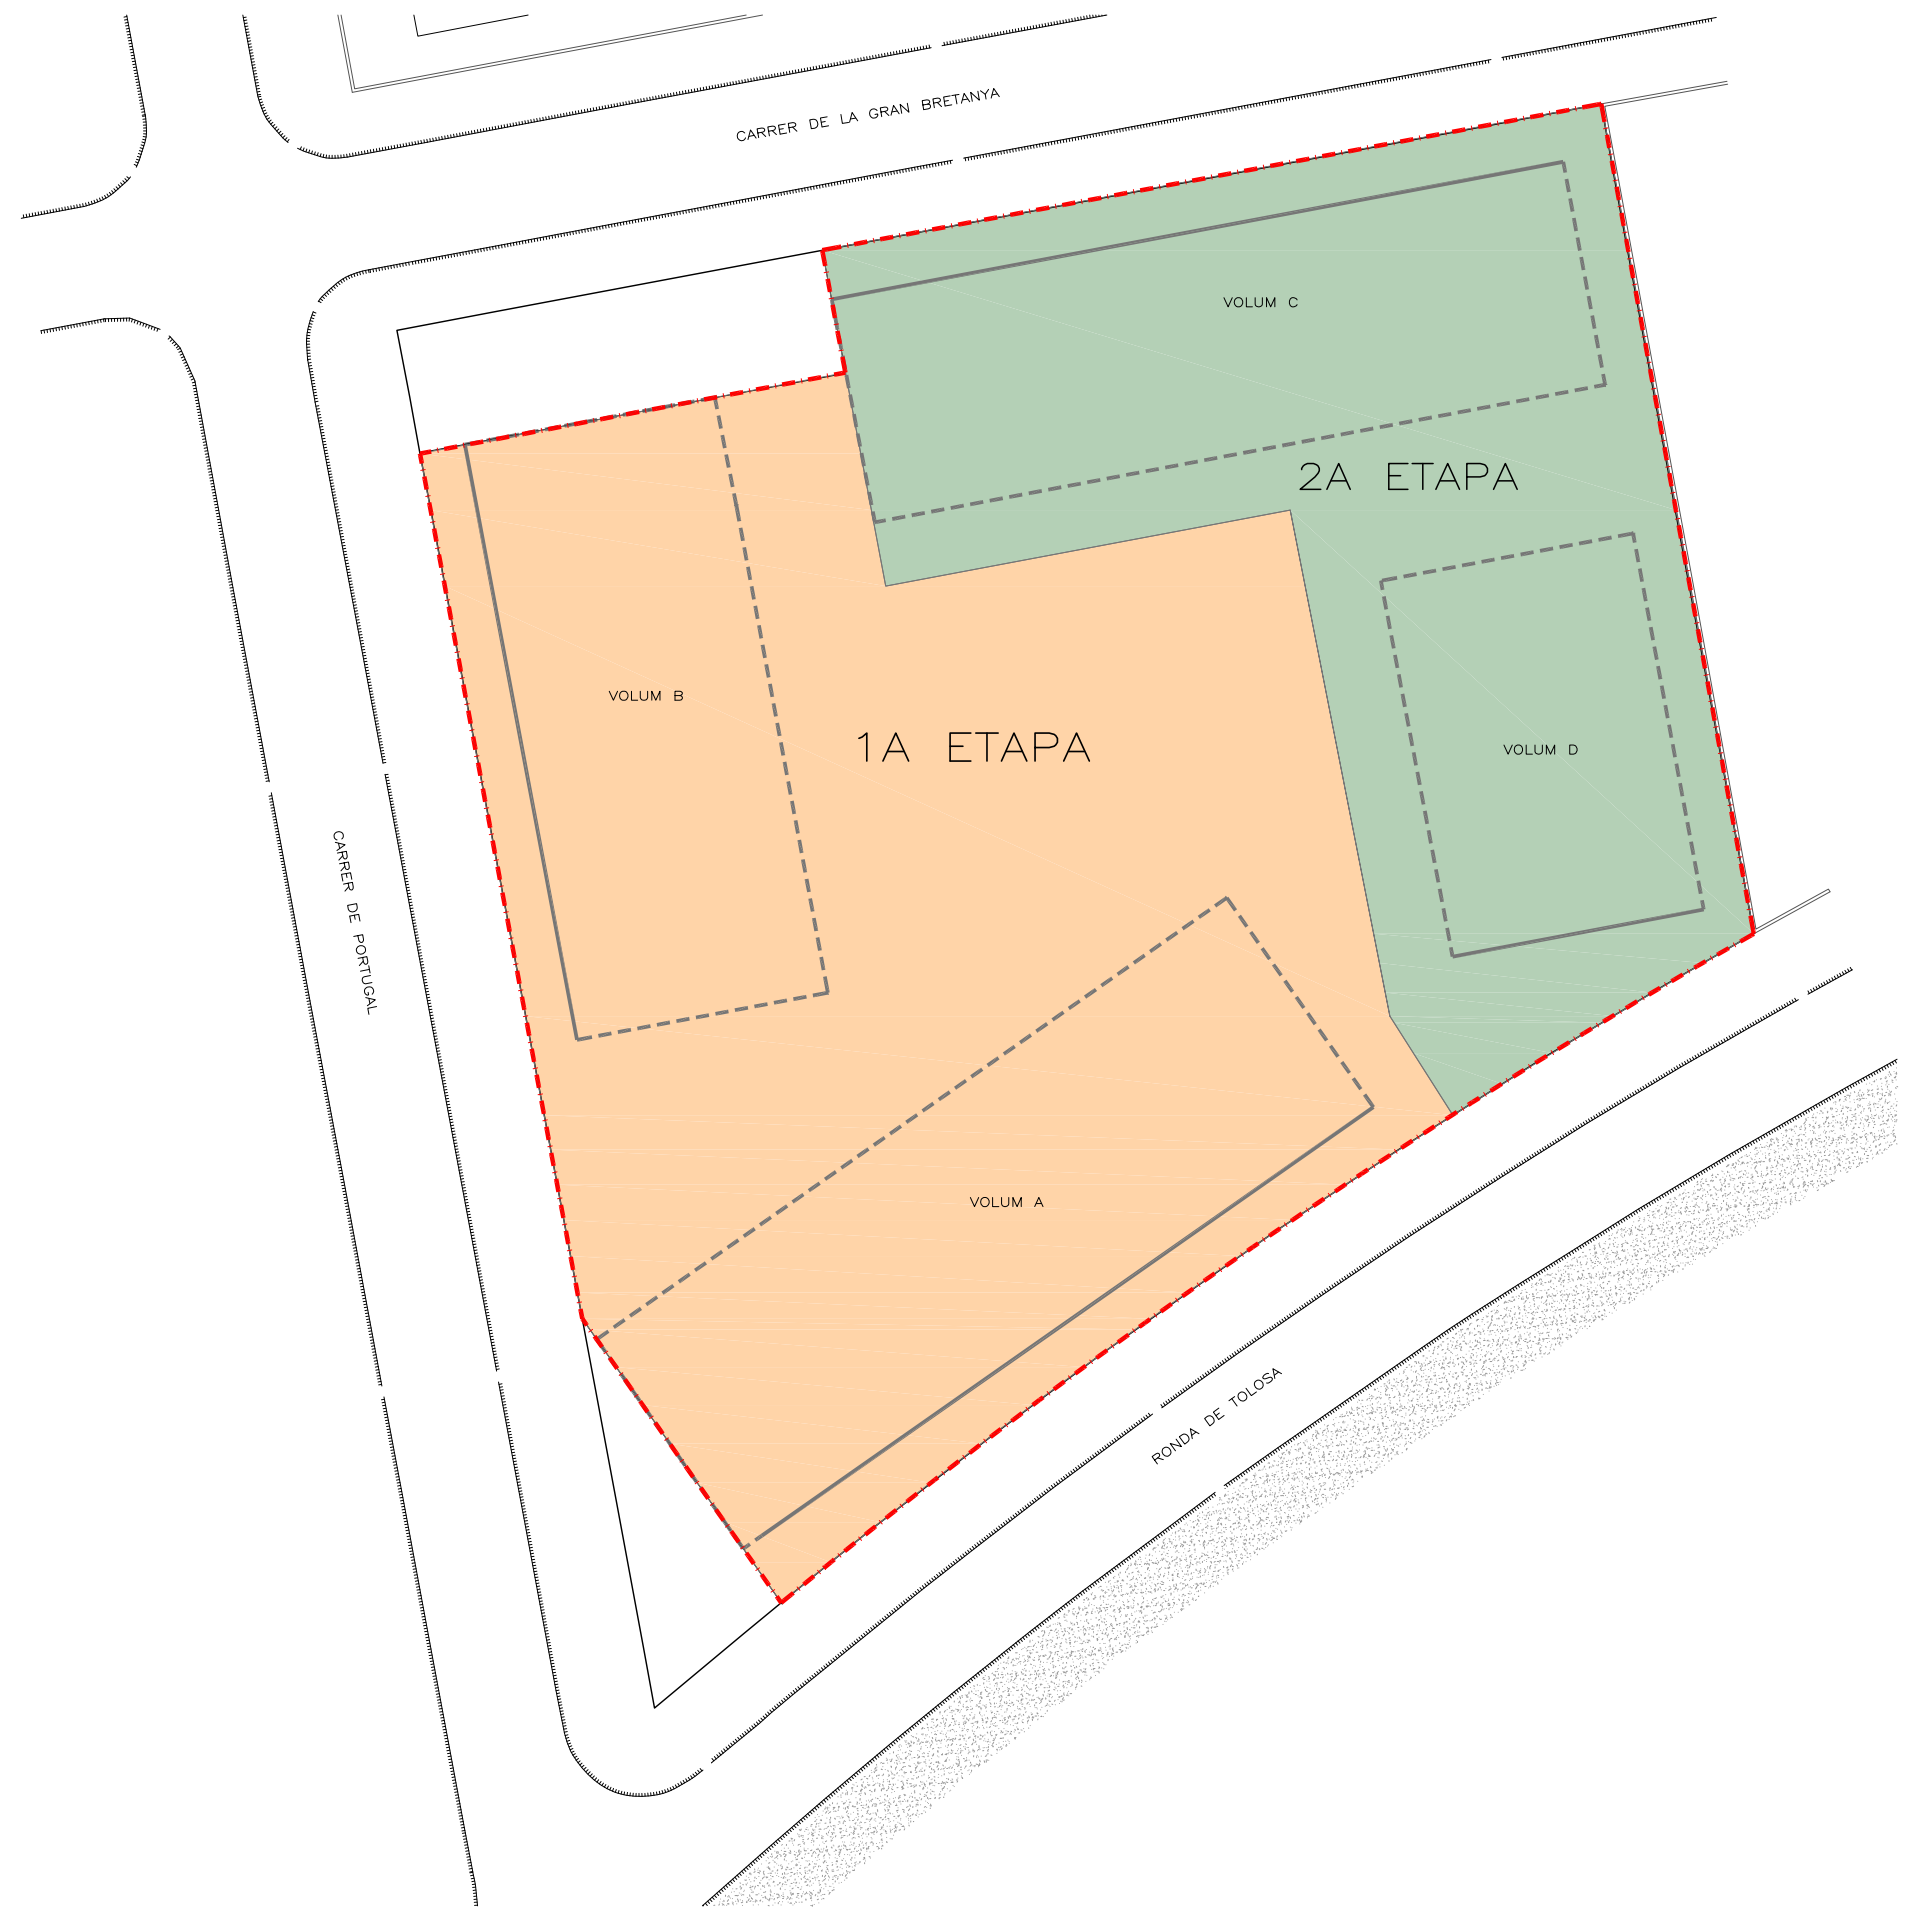 CARRER DE LA GRAN BRETANYA
VOLUM C
2A ETAPA
VOLUM B
1A ETAPA
VOLUM D
CARRER DE PORTUGAL
VOLUM A
RONDA DE TOLOSA